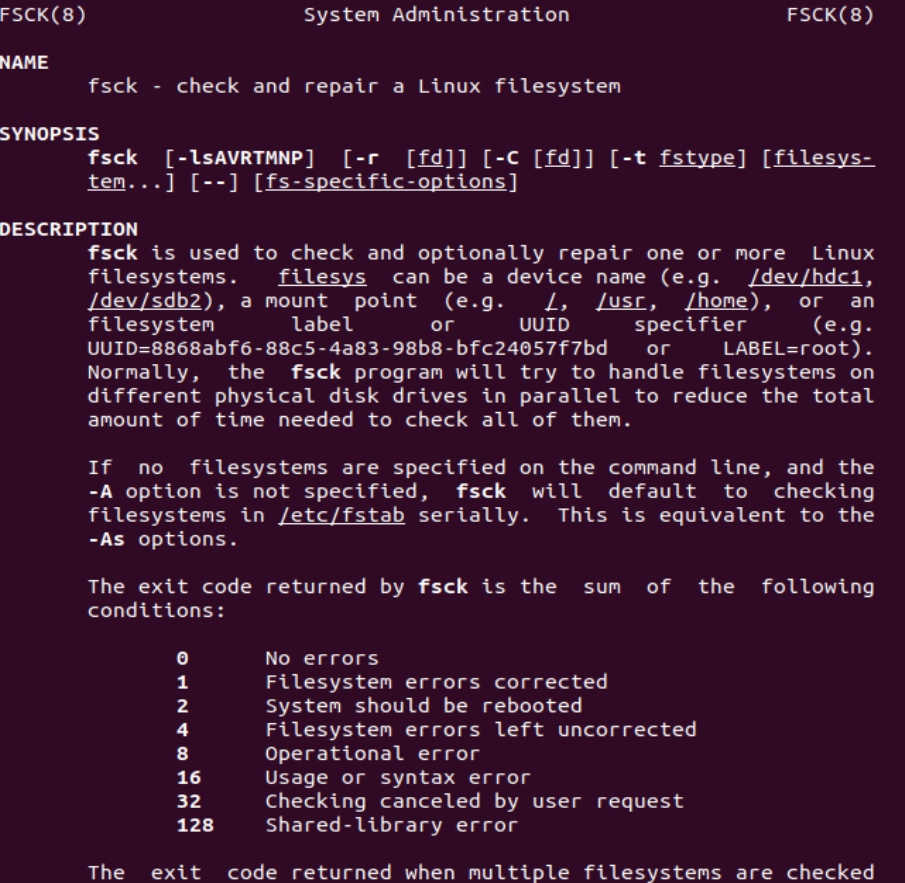 FSCK(8) System Administration FSCK(8)
NAME
fsck - check and repair a Linux filesystem
SYNOPSIS
fsck [-lsAVRTMNP] [-r [fd]] [-C [fd]] [-t fstype] [filesys-
tem...] [--] [fs-specific-options]
DESCRIPTION
fsck is used to check and optionally repair one or more Linux
filesystems. filesys can be a device name (e.g. /dev/hdc1,
/dev/sdb2), a mount point (e.g. /, /usr, /home), or an
filesystem label or UUID specifier (e.g.
UUID=8868abf6-88c5-4a83-98b8-bfc24057f7bd or LABEL=root).
Normally, the fsck program will try to handle filesystems on
different physical disk drives in parallel to reduce the total
amount of time needed to check all of them.
If no filesystems are specified on the command line, and the
-A option is not specified, fsck will default to checking
filesystems in /etc/fstab serially. This is equivalent to the
-As options.
The exit code returned by fsck is the sum of the following
conditions:
0 No errors
1 Filesystem errors corrected
2 System should be rebooted
4 Filesystem errors left uncorrected
8 Operational error
16 Usage or syntax error
32 Checking canceled by user request
128 Shared-library error
The exit code returned when multiple filesystems are checked